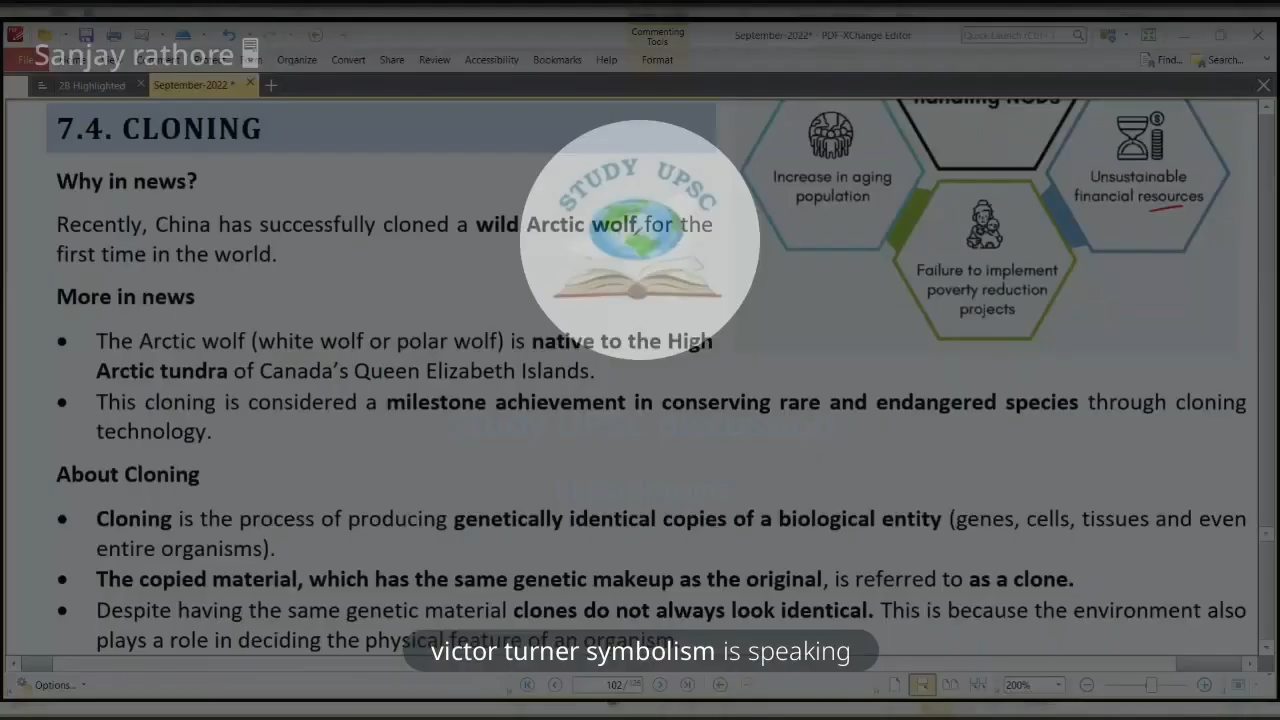 Commenting
Tools
September-2022* - PDF-XChange Editor
Quick Launch (Ctrl+.)
Sanjay rathore
File
Organize Convert Share Review Accessibility Bookmarks Help Format
Find... Search...
28 Highlighted September-2022 *
7.4. CLONING
handling NCDs
Increase in aging
population
Unsustainable
financial resources
Failure to implement
poverty reduction
projects
STUDY UPSC
Why in news?
Recently, China has successfully cloned a wild Arctic wolf for the
first time in the world.
More in news
• The Arctic wolf (white wolf or polar wolf) is native to the High
Arctic tundra of Canada’s Queen Elizabeth Islands.
• This cloning is considered a milestone achievement in conserving rare and endangered species through cloning
technology.
About Cloning
• Cloning is the process of producing genetically identical copies of a biological entity (genes, cells, tissues and even
entire organisms).
• The copied material, which has the same genetic makeup as the original, is referred to as a clone.
• Despite having the same genetic material clones do not always look identical. This is because the environment also
plays a role in deciding the physical feature of an organism.
victor turner symbolism is speaking
Options...
102
200%